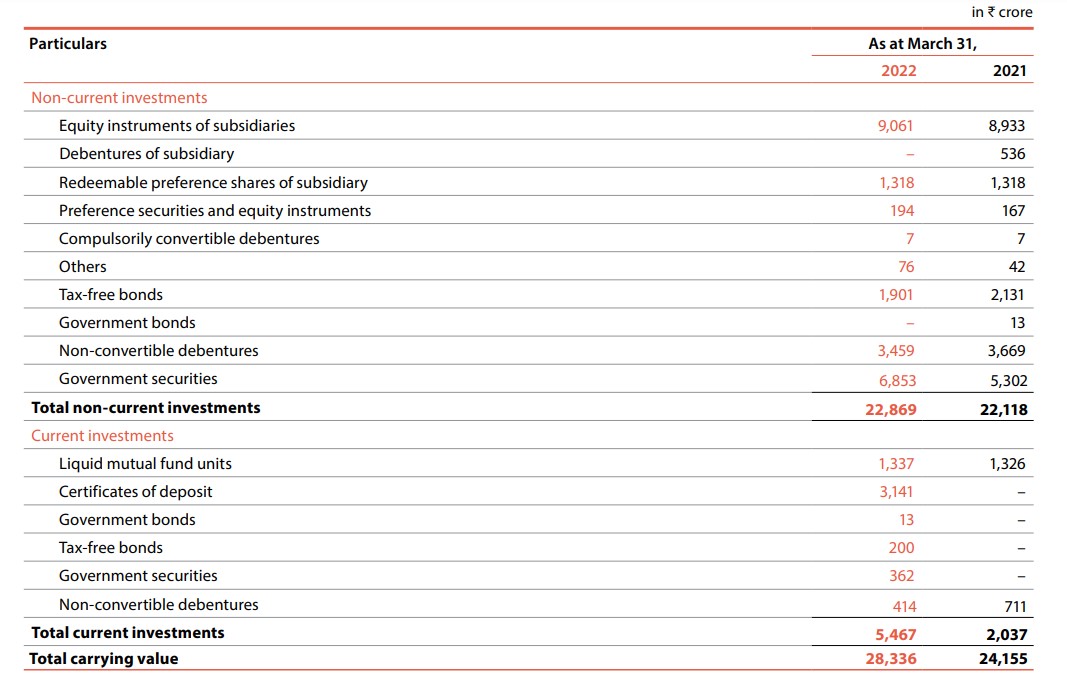 in ₹ crore
Particulars As at March 31,
2022 2021
Non-current investments
Equity instruments of subsidiaries 9,061 8,933
Debentures of subsidiary – 536
Redeemable preference shares of subsidiary 1,318 1,318
Preference securities and equity instruments 194 167
Compulsorily convertible debentures 7 7
Others 76 42
Tax-free bonds 1,901 2,131
Government bonds – 13
Non-convertible debentures 3,459 3,669
Government securities 6,853 5,302
Total non-current investments 22,869 22,118
Current investments
Liquid mutual fund units 1,337 1,326
Certificates of deposit 3,141 –
Government bonds 13 –
Tax-free bonds 200 –
Government securities 362 –
Non-convertible debentures 414 711
Total current investments 5,467 2,037
Total carrying value 28,336 24,155